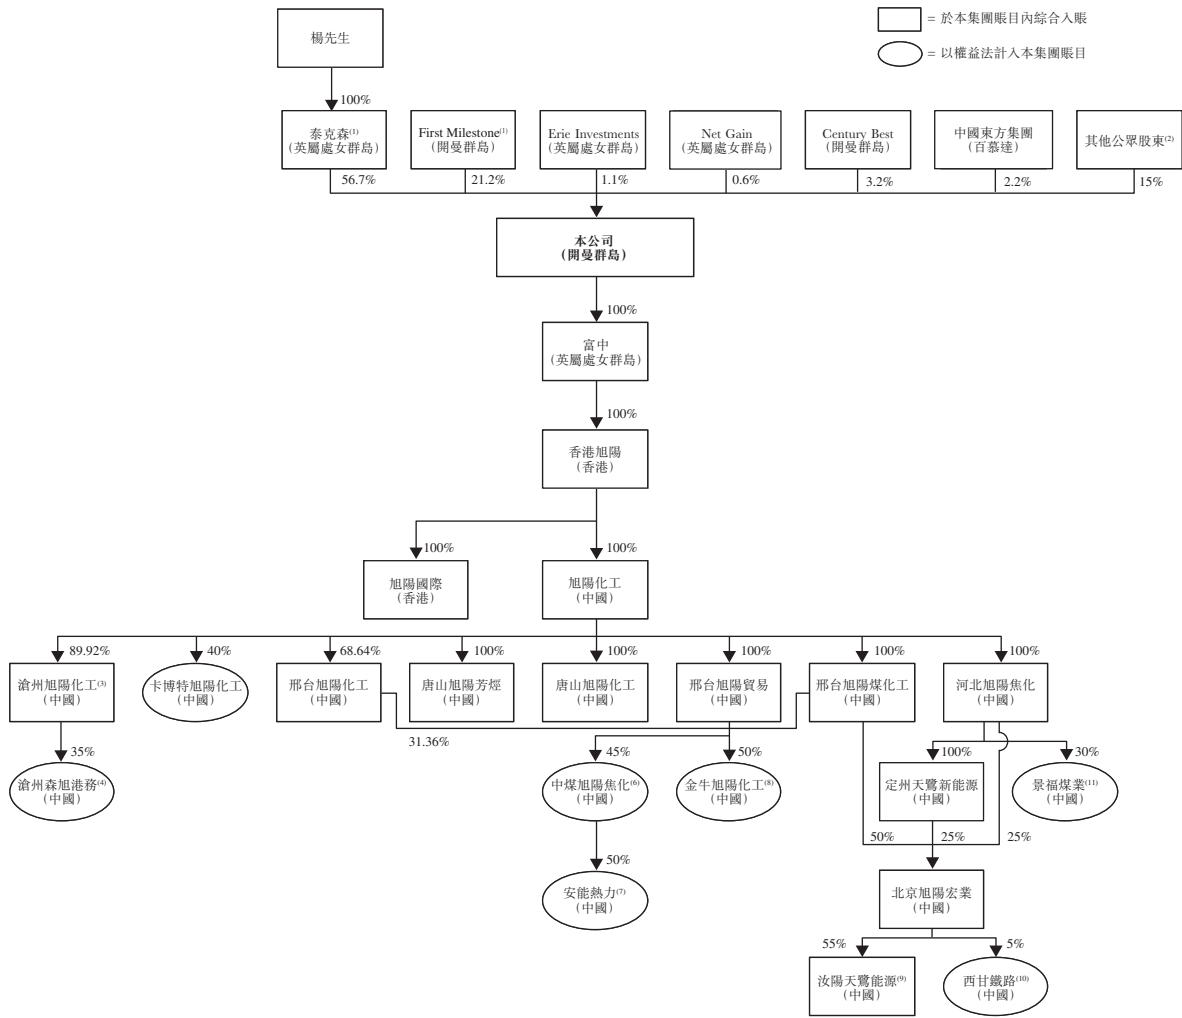 楊先生
= 於本集團賬目內綜合入賬
= 以權益法計入本集團賬目
100%
泰克森(1)
(英屬處女群島)
First Milestone(1)
(開曼群島)
Erie Investments
(英屬處女群島)
Net Gain
(英屬處女群島)
Century Best
(開曼群島)
中國東方集團
(百慕達)
其他公眾股東(2)
56.7%
21.2%
1.1%
0.6%
3.2%
2.2%
15%
本公司
(開曼群島)
100%
富中
(英屬處女群島)
100%
香港旭陽
(香港)
100%
100%
旭陽國際
(香港)
旭陽化工
(中國)
89.92%
40%
68.64%
100%
100%
100%
100%
100%
滄州旭陽化工(3)
(中國)
卡博特旭陽化工
(中國)
邢台旭陽化工
(中國)
唐山旭陽芳烴
(中國)
唐山旭陽化工
(中國)
邢台旭陽貿易
(中國)
邢台旭陽煤化工
(中國)
河北旭陽焦化
(中國)
31.36%
35%
45%
50%
100%
30%
滄州森旭港務(4)
(中國)
中煤旭陽焦化(6)
(中國)
金牛旭陽化工(8)
(中國)
定州天鷺新能源
(中國)
景福煤業(11)
(中國)
50%
25%
25%
50%
安能熱力(7)
(中國)
北京旭陽宏業
(中國)
55%
5%
汝陽天鷺能源(9)
(中國)
西甘鐵路(10)
(中國)